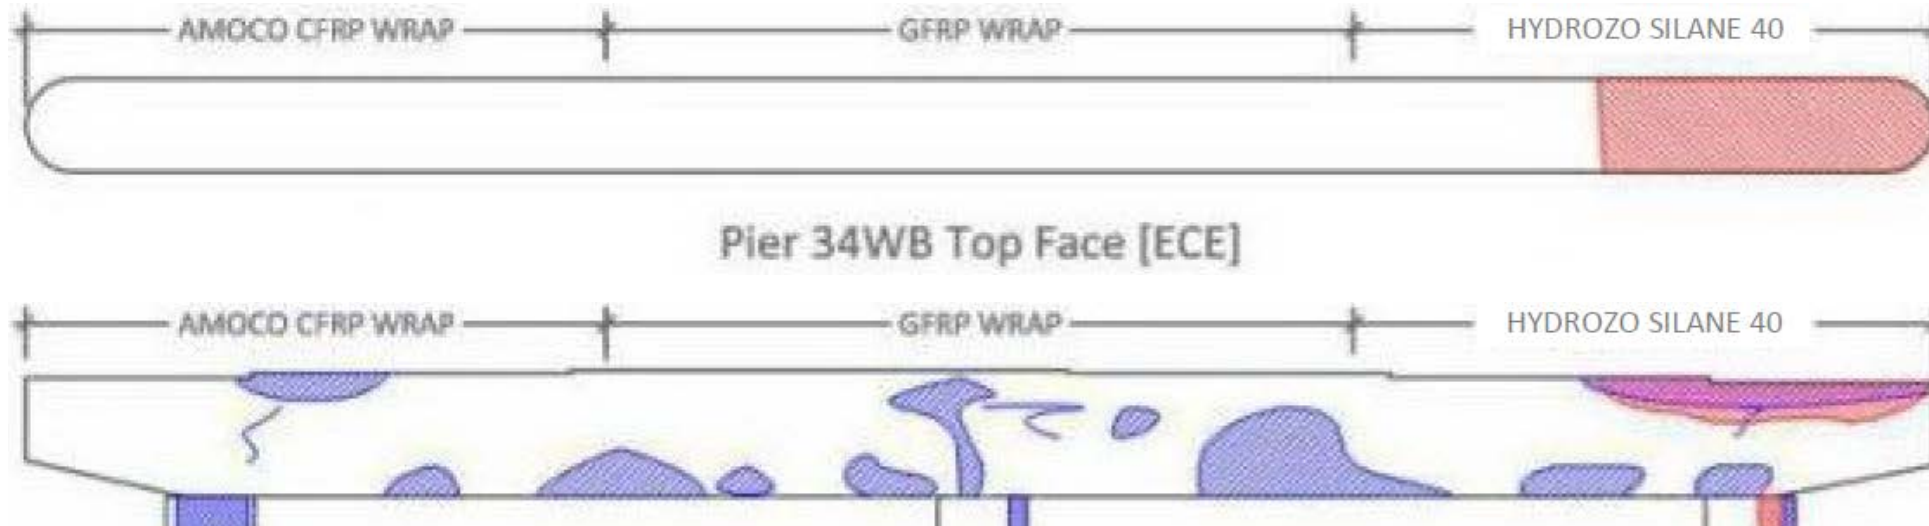 AMOCO CFRP WRAP GFRP WRAP HYDROZO SILANE 40
Pier 34WB Top Face [ECE]
AMOCO CFRP WRAP GFRP WRAP HYDROZO SILANE 40